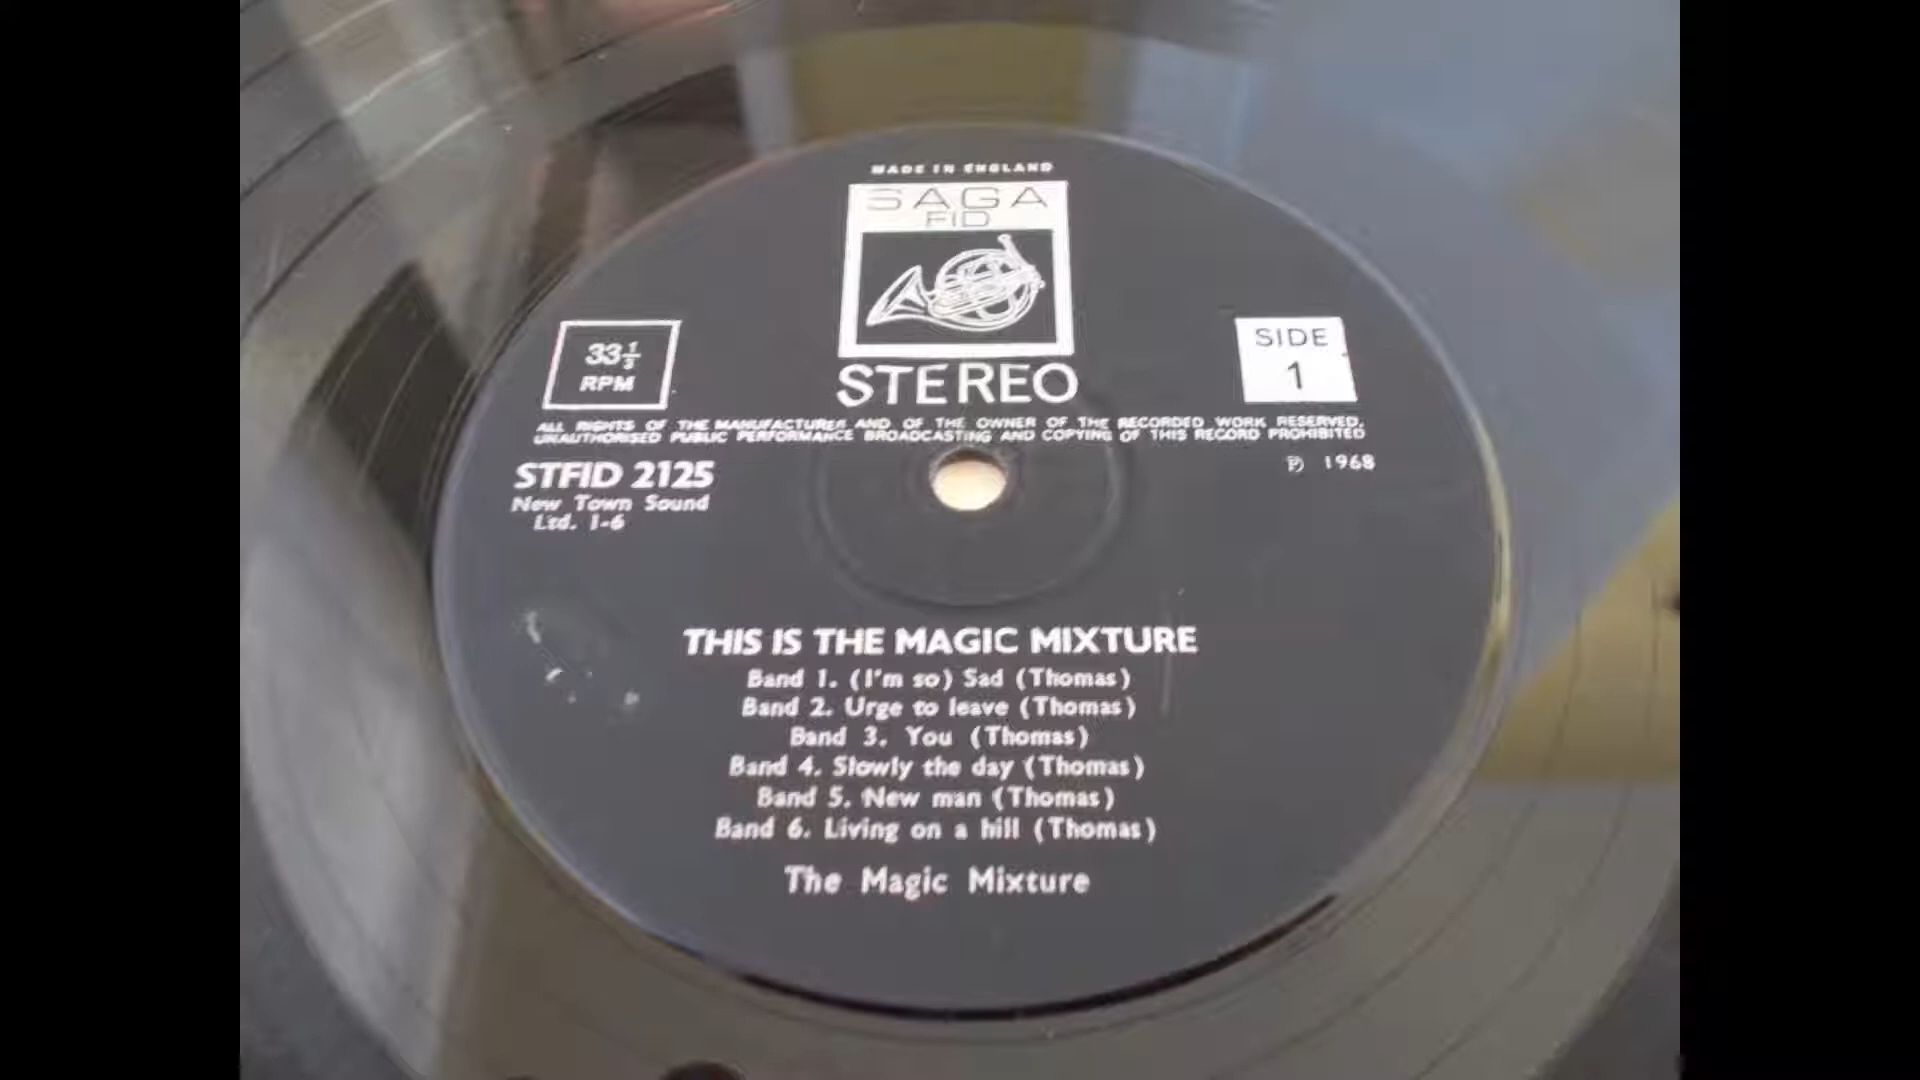 MADE IN ENGLAND
SAGA
FID
STEREO
33⅓
RPM
SIDE
1
ALL RIGHTS OF THE MANUFACTURER AND OF THE OWNER OF THE RECORDED WORK RESERVED.
UNAUTHORISED PUBLIC PERFORMANCE BROADCASTING AND COPYING OF THIS RECORD PROHIBITED
STFID 2125
New Town Sound
Ltd. 1-6
℗ 1968
THIS IS THE MAGIC MIXTURE
Band 1. (I'm so) Sad (Thomas)
Band 2. Urge to leave (Thomas)
Band 3. You (Thomas)
Band 4. Slowly the day (Thomas)
Band 5. New man (Thomas)
Band 6. Living on a hill (Thomas)
The Magic Mixture